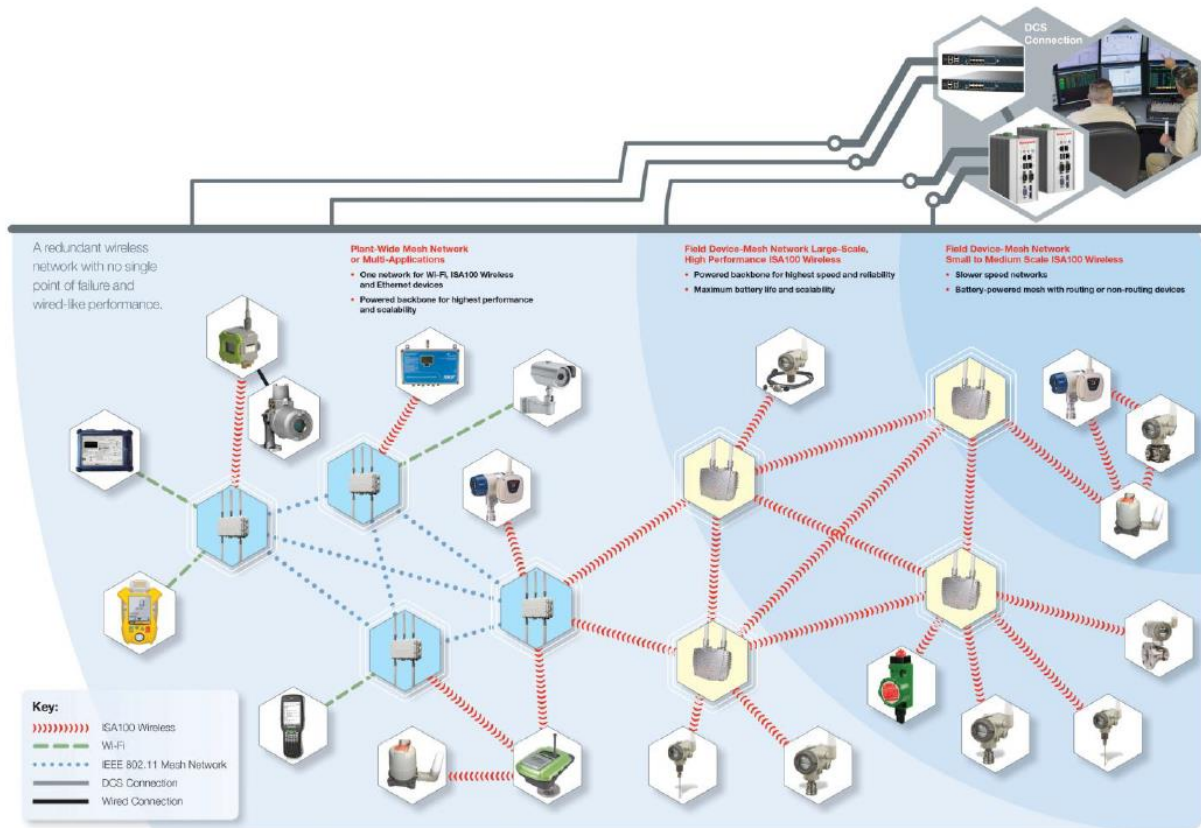 DCS
Connection
A redundant wireless
network with no single
point of failure and
wired-like performance.
Plant-Wide Mesh Network
or Multi-Applications
• One network for Wi-Fi, ISA100 Wireless
and Ethernet devices
• Powered backbone for highest performance
and scalability
Field Device-Mesh Network Large-Scale,
High Performance ISA100 Wireless
• Powered backbone for highest speed and reliability
• Maximum battery life and scalability
Field Device- Mesh Network
Small to Medium Scale ISA100 Wireless
• Slower speed networks
• Battery-powered mesh with routing or non-routing devices
Key:
ISA100 Wireless
Wi-Fi
IEEE 802.11 Mesh Network
DCS Connection
Wired Connection